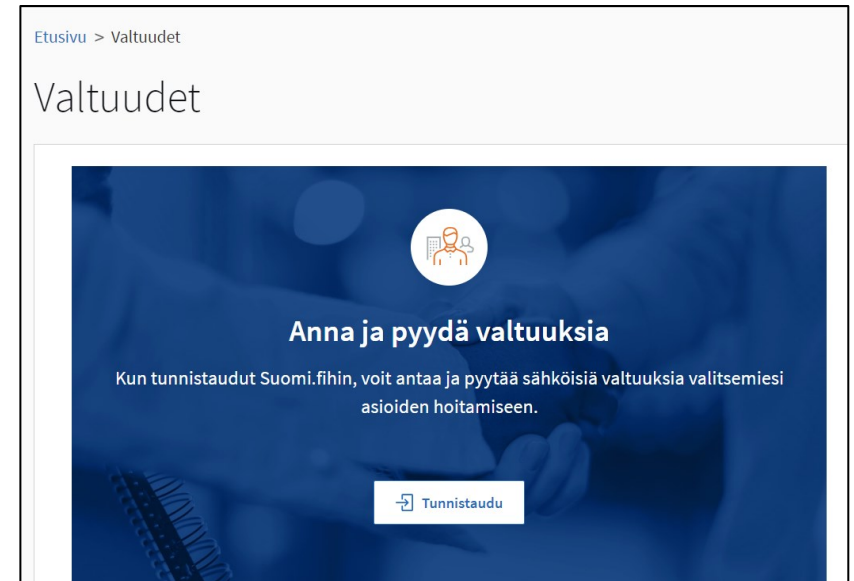 Etusivu > Valtuudet
Valtuudet
Anna ja pyydä valtuuksia
Kun tunnistaudut Suomi.fihin, voit antaa ja pyytää sähköisiä valtuuksia valitsemiesi
asioiden hoitamiseen.
Tunnistaudu